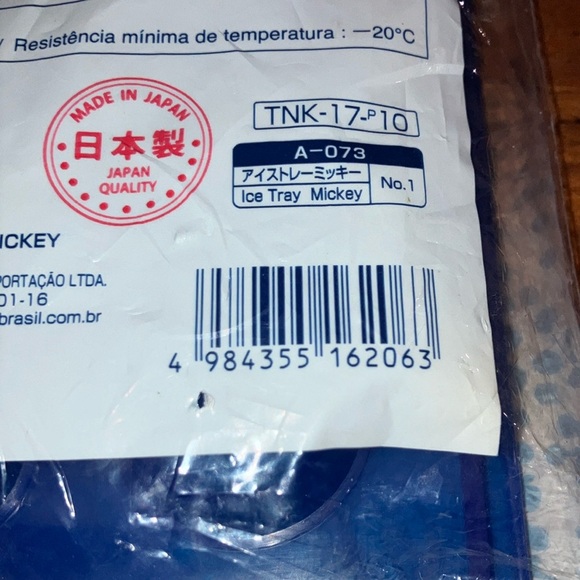 Resistência mínima de temperatura : —20°C
MADE IN JAPAN
日本製
JAPAN
QUALITY
TNK-17-P10
A-073
アイストレーミッキー
Ice Tray Mickey
No.1
ICKEY
PORTAÇÃO LTDA.
01-16
brasil.com.br
4 984355 162063